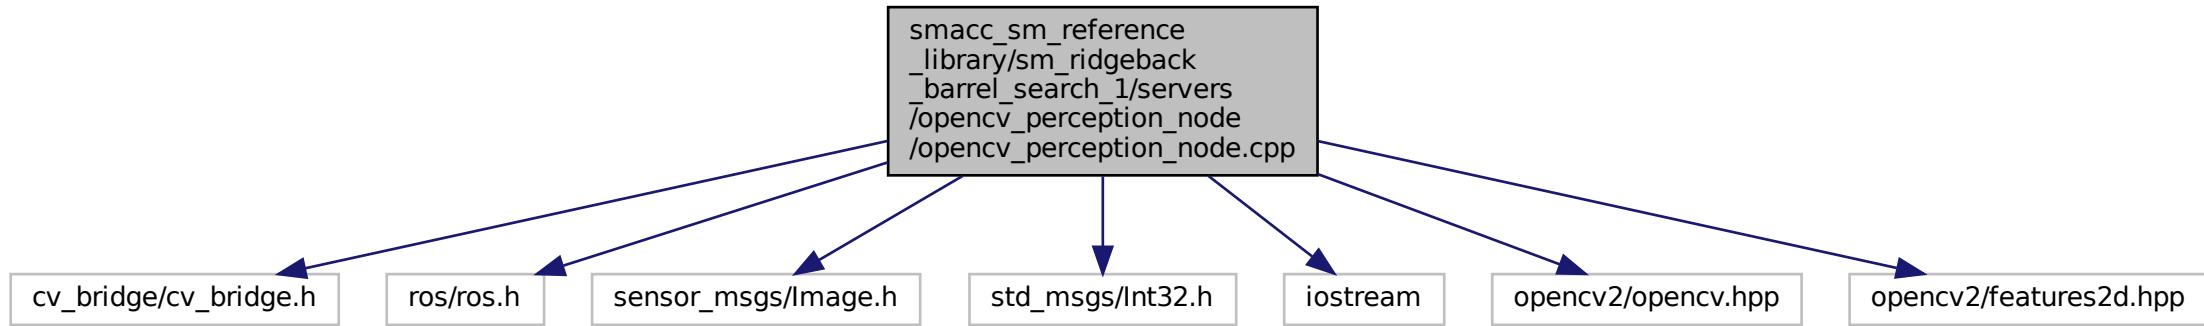 smacc_sm_reference
_library/sm_ridgeback
_barrel_search_1/servers
/opencv_perception_node
/opencv_perception_node.cpp
cv_bridge/cv_bridge.h
ros/ros.h
sensor_msgs/Image.h
std_msgs/Int32.h
iostream
opencv2/opencv.hpp
opencv2/features2d.hpp